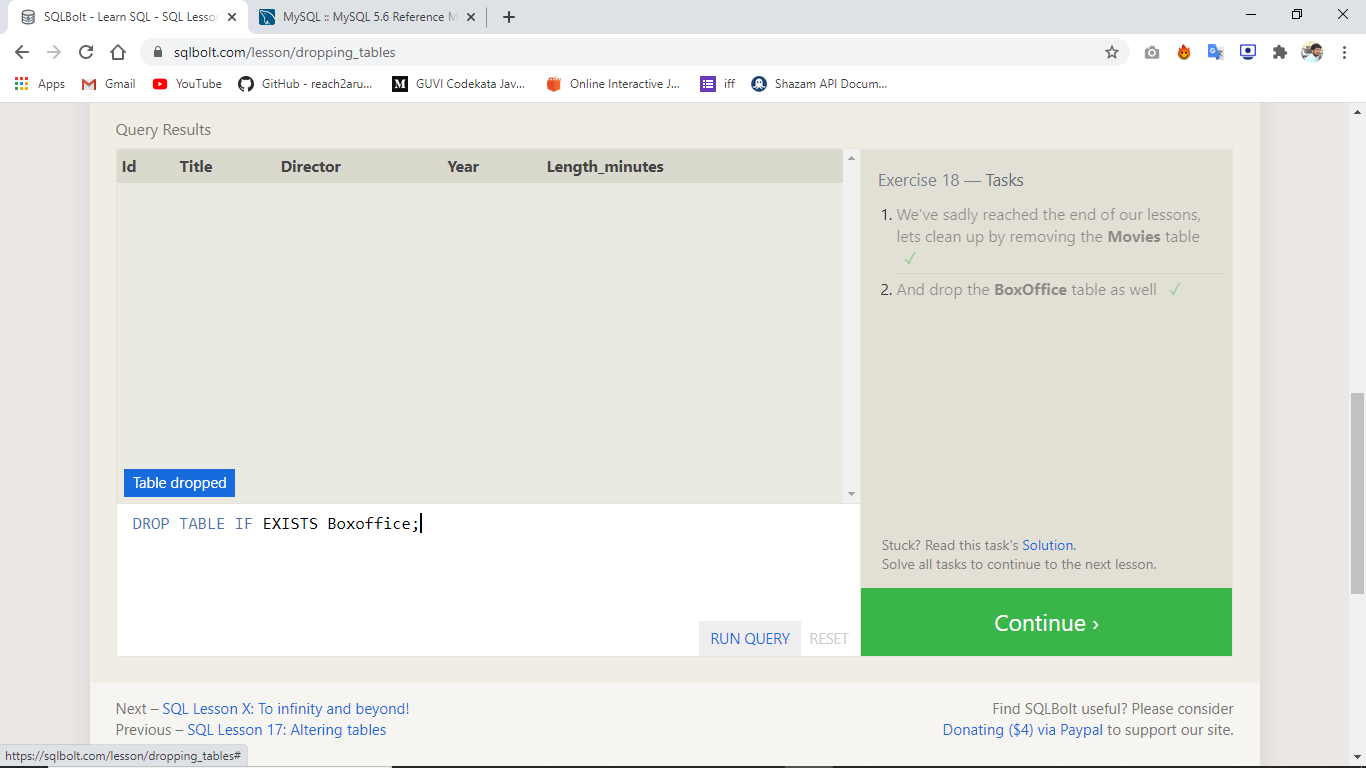 SQLBolt - Learn SQL - SQL Lesson
MySQL :: MySQL 5.6 Reference M
sqlbolt.com/lesson/dropping_tables
Apps
Gmail
YouTube
GitHub - reach2aru...
GUVI Codekata Jav...
Online Interactive J...
iff
Shazam API Docum...
Query Results
Id Title Director Year Length_minutes
Table dropped
DROP TABLE IF EXISTS Boxoffice;
RUN QUERY RESET
Exercise 18 — Tasks
1. We've sadly reached the end of our lessons,
lets clean up by removing the Movies table
✓
2. And drop the BoxOffice table as well ✓
Stuck? Read this task's Solution.
Solve all tasks to continue to the next lesson.
Continue ›
Next – SQL Lesson X: To infinity and beyond!
Previous – SQL Lesson 17: Altering tables
Find SQLBolt useful? Please consider
Donating ($4) via Paypal to support our site.
https://sqlbolt.com/lesson/dropping_tables#